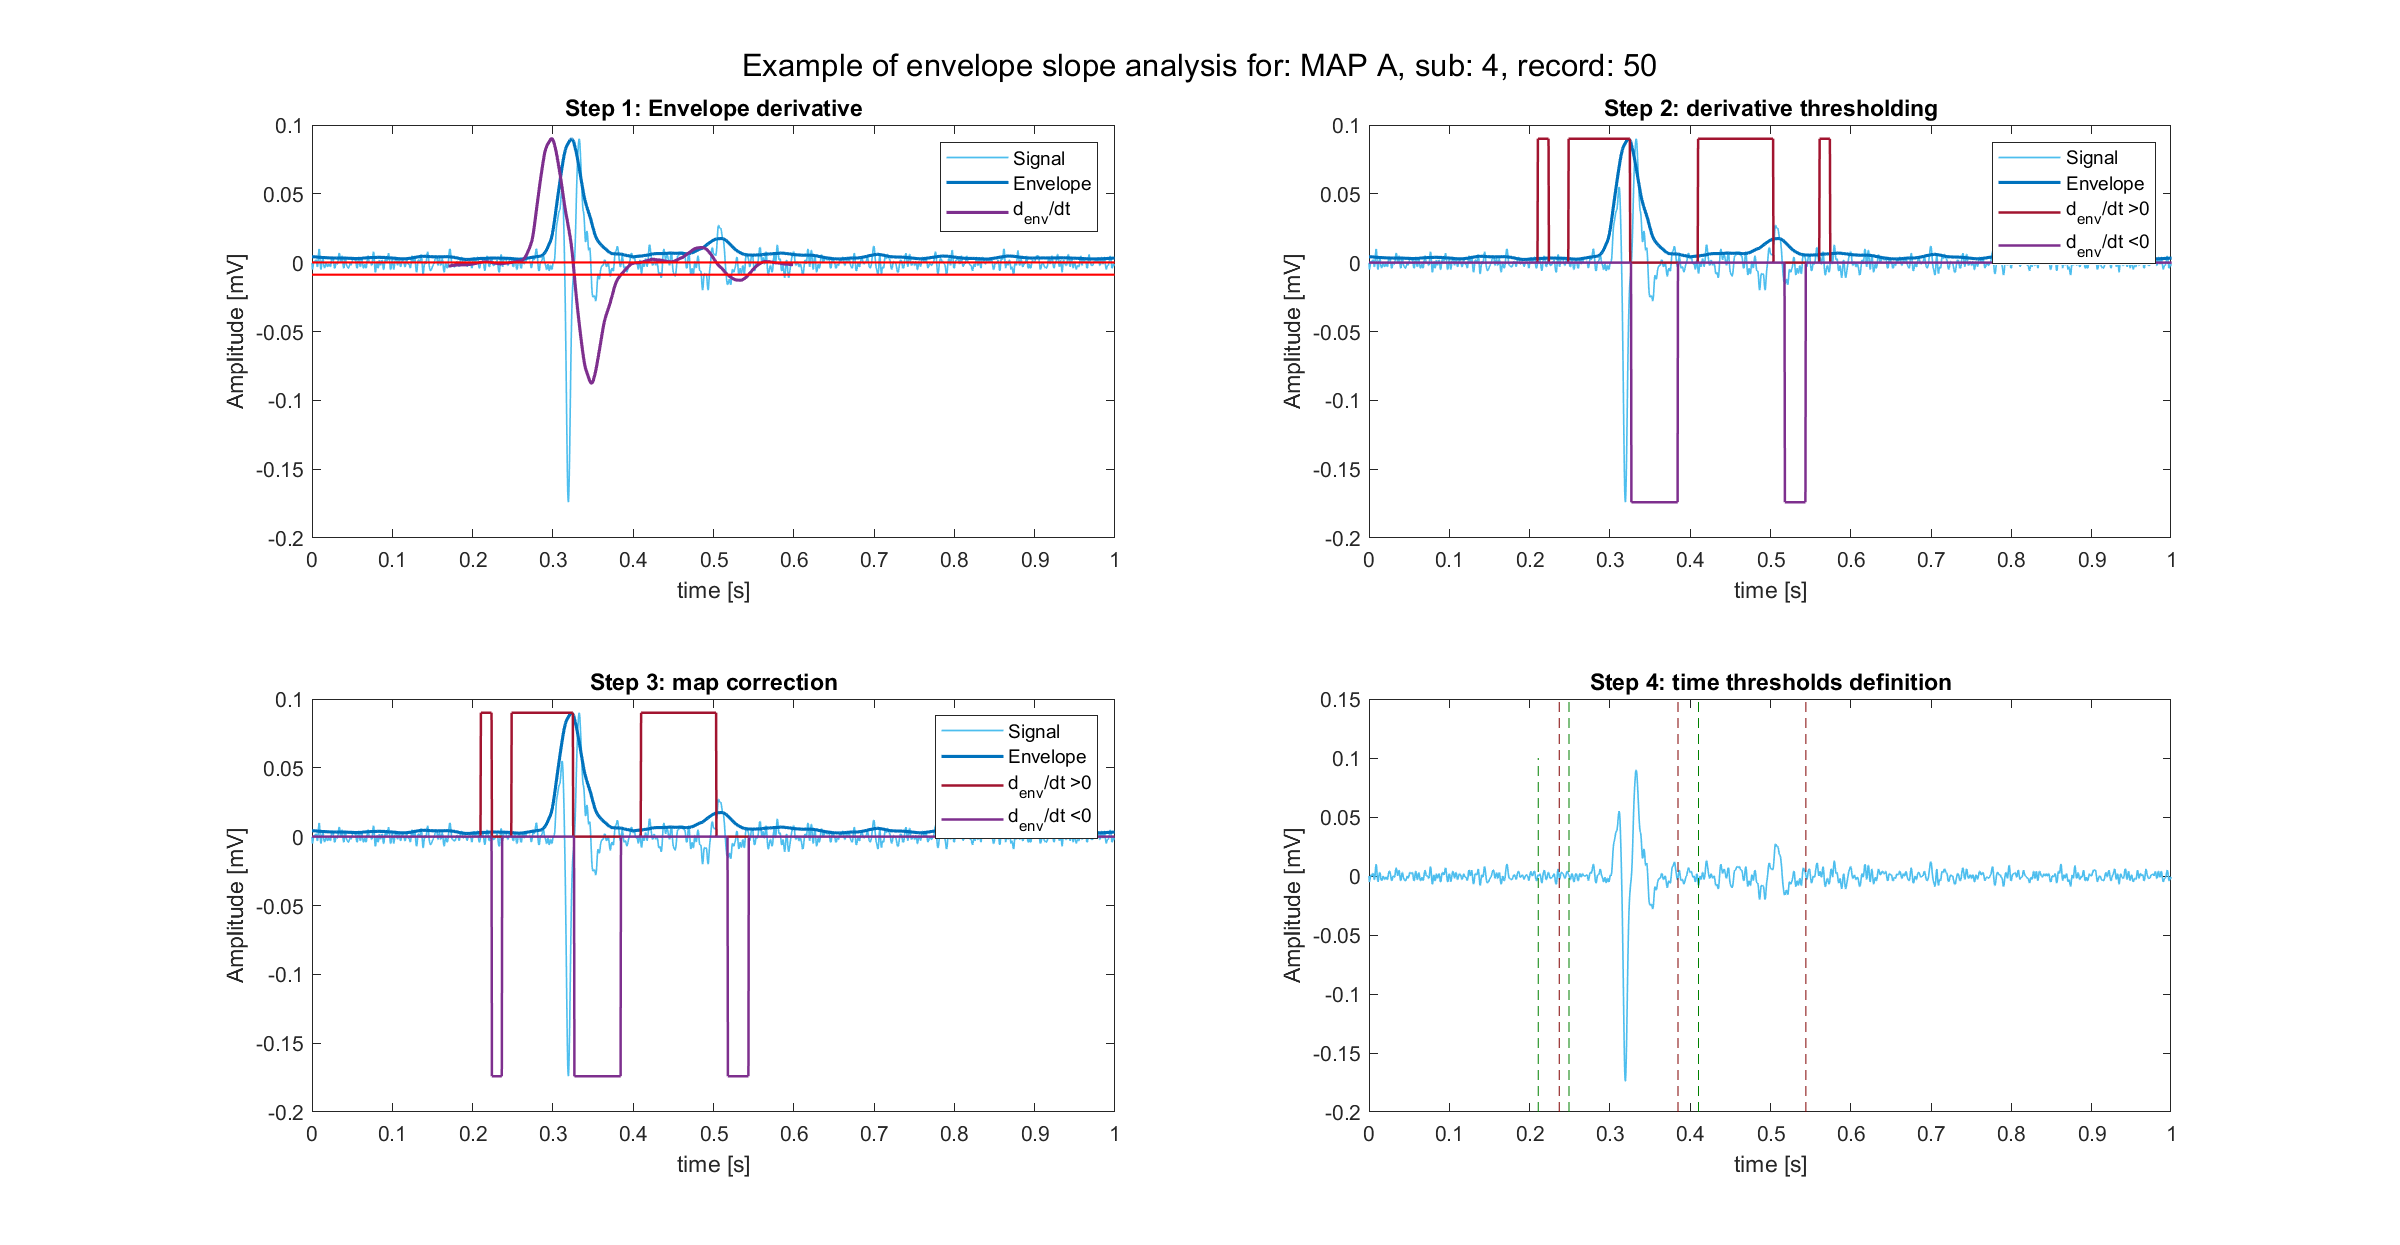 Example of envelope slope analysis for: MAP A, sub: 4, record: 50
Step 1: Envelope derivative
0.1
0.05
0
-0.05
-0.1
-0.15
-0.2
Amplitude [mV]
0 0.1 0.2 0.3 0.4 0.5 0.6 0.7 0.8 0.9 1
time [s]
Signal
Envelope
d_env/dt
Step 2: derivative thresholding
0.1
0.05
0
-0.05
-0.1
-0.15
-0.2
Amplitude [mV]
0 0.1 0.2 0.3 0.4 0.5 0.6 0.7 0.8 0.9 1
time [s]
Signal
Envelope
d_env/dt >0
d_env/dt <0
Step 3: map correction
0.1
0.05
0
-0.05
-0.1
-0.15
-0.2
Amplitude [mV]
0 0.1 0.2 0.3 0.4 0.5 0.6 0.7 0.8 0.9 1
time [s]
Signal
Envelope
d_env/dt >0
d_env/dt <0
Step 4: time thresholds definition
0.15
0.1
0.05
0
-0.05
-0.1
-0.15
-0.2
Amplitude [mV]
0 0.1 0.2 0.3 0.4 0.5 0.6 0.7 0.8 0.9 1
time [s]